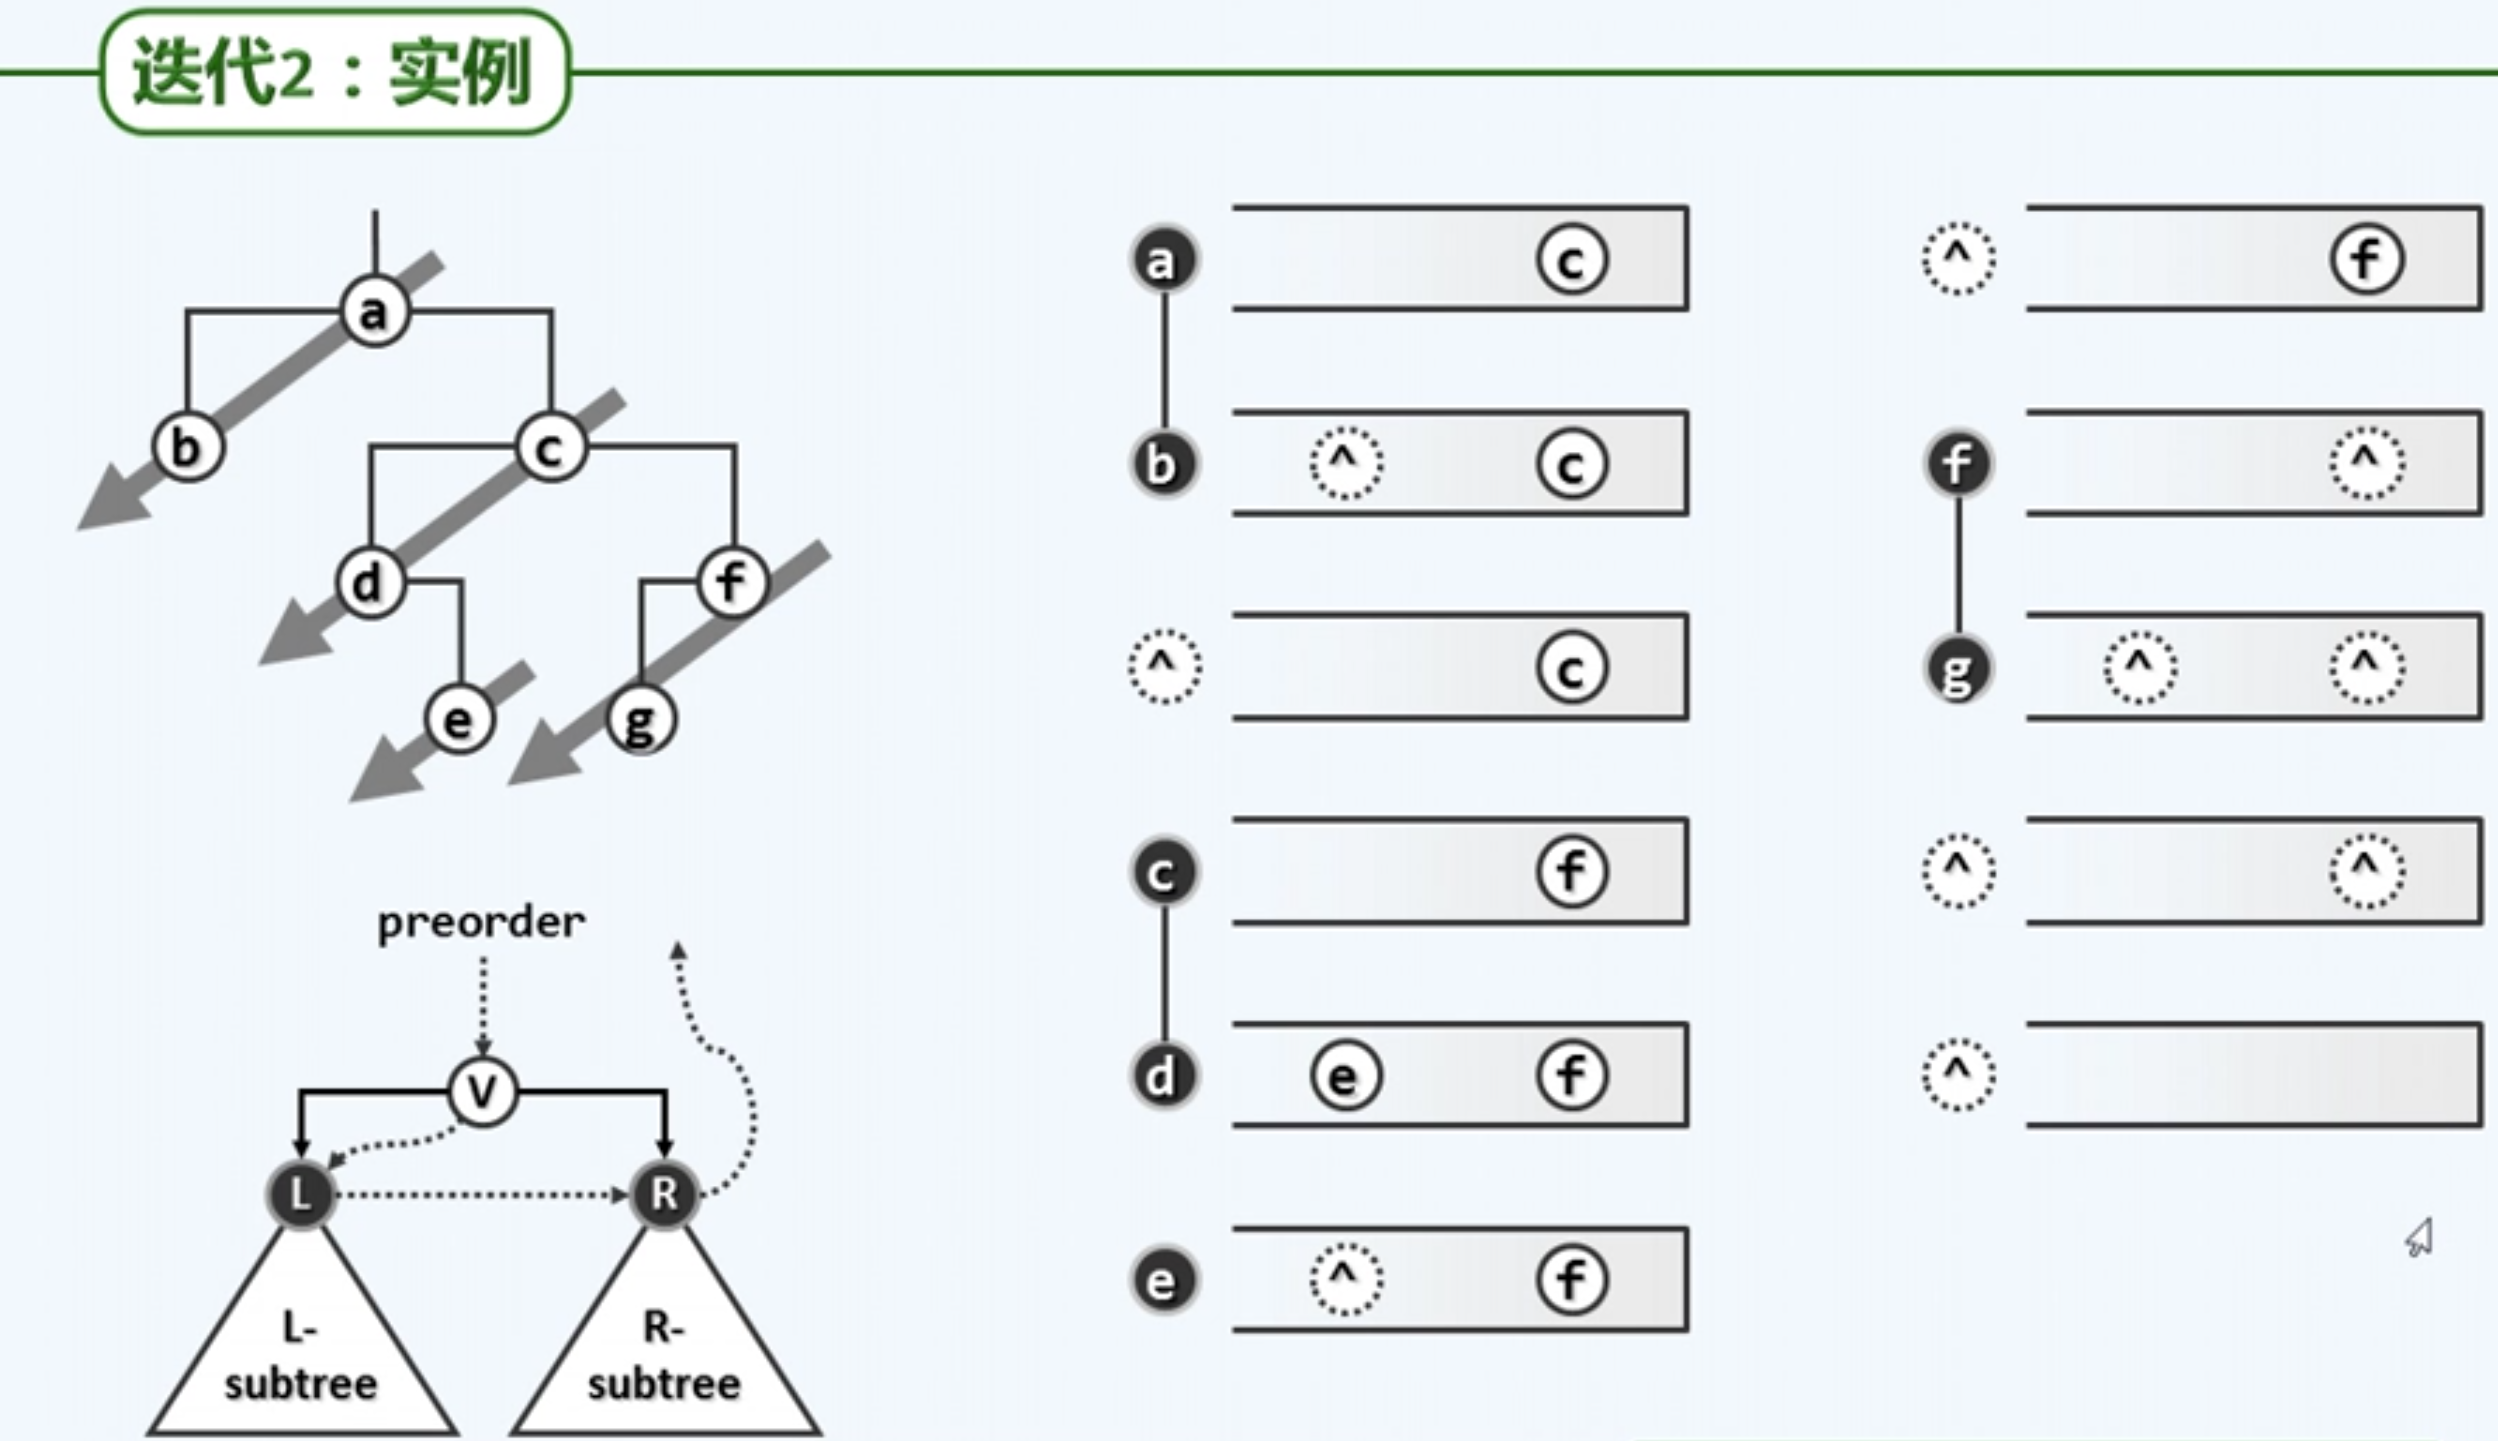 迭代2：实例
a
b
c
d
f
e
g
preorder
V
L
R
L-
subtree
R-
subtree
a c
b ^ c
^ c
c f
d e f
e ^ f
^ f
f ^
g ^ ^
^ ^
^